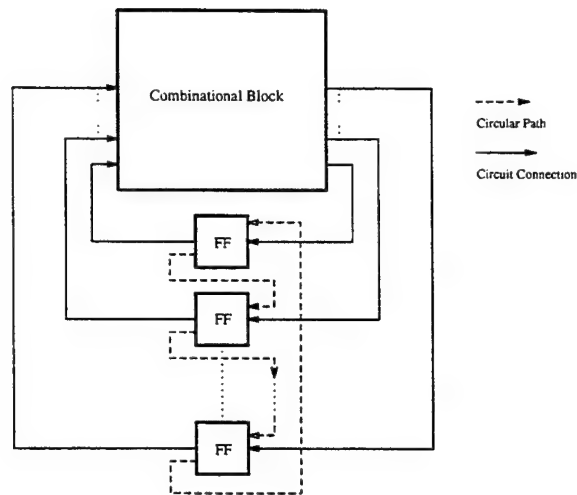 Combinational Block
Circular Path
Circuit Connection
FF
FF
FF